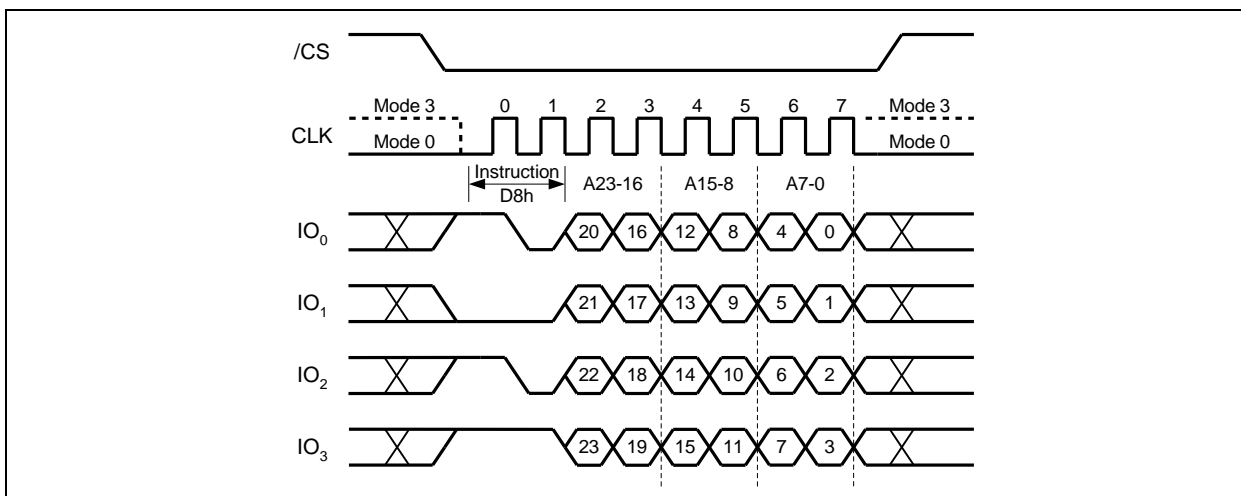 /CS
Mode 3 0 1 2 3 4 5 6 7 Mode 3
CLK
Mode 0 Mode 0
Instruction
D8h A23-16 A15-8 A7-0
IO0 20 16 12 8 4 0
IO1 21 17 13 9 5 1
IO2 22 18 14 10 6 2
IO3 23 19 15 11 7 3